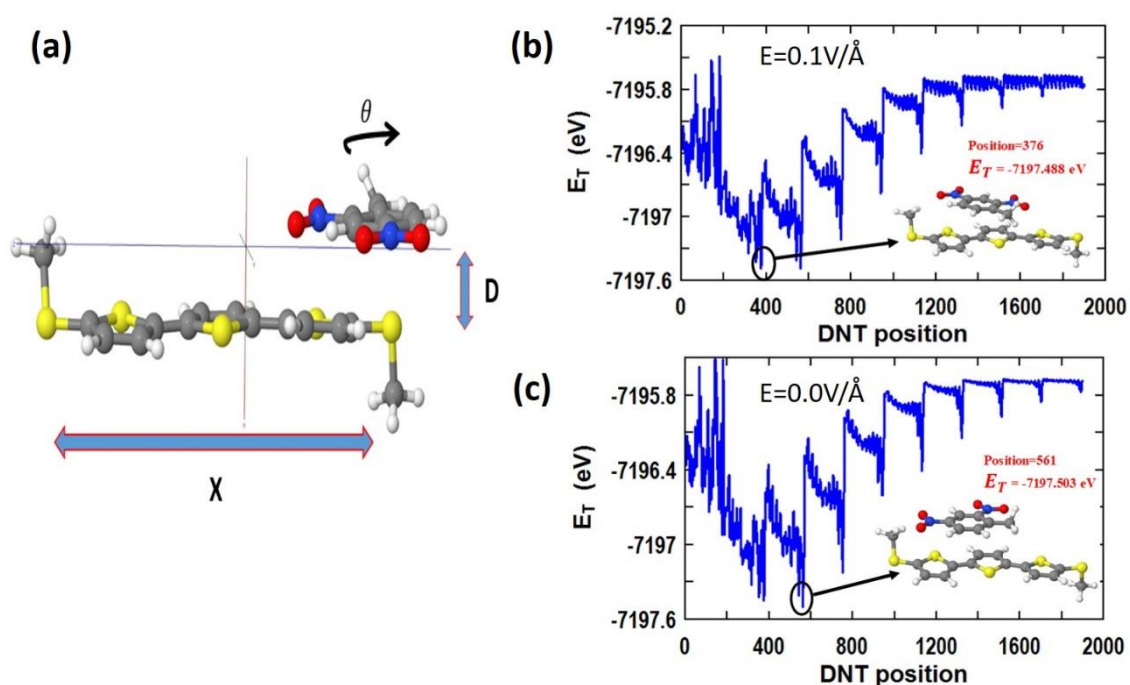 (a)
θ
D
X
(b)
E=0.1V/Å
-7195.2
-7195.8
-7196.4
-7197
-7197.6
E_T (eV)
Position=376
E_T = -7197.488 eV
0 400 800 1200 1600 2000
DNT position
(c)
E=0.0V/Å
-7195.8
-7196.4
-7197
-7197.6
E_T (eV)
Position=561
E_T = -7197.503 eV
0 400 800 1200 1600 2000
DNT position